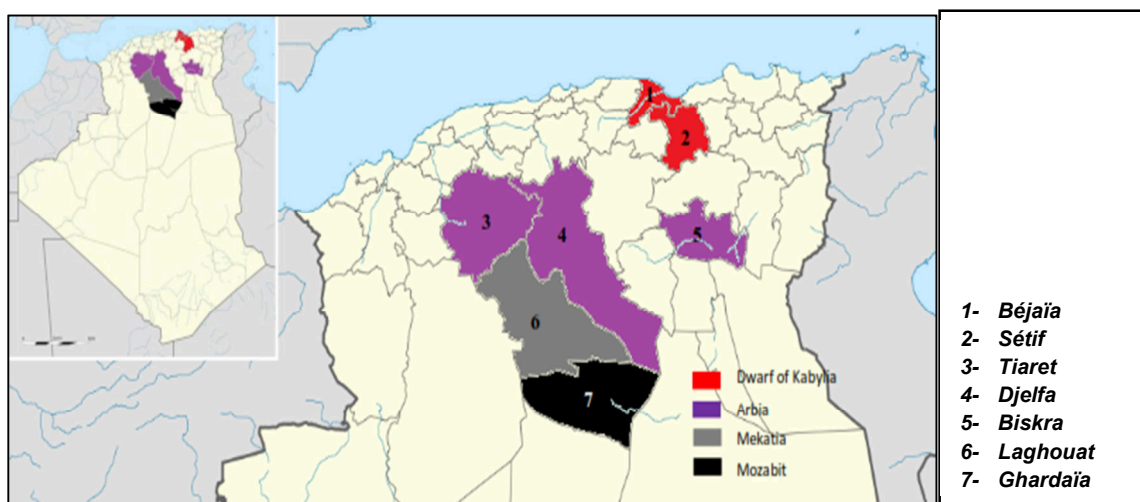 1
2
3
4
5
6
7
Dwarf of Kabylia
Arbia
Mekatia
Mozabit
1- Béjaïa
2- Sétif
3- Tiaret
4- Djelfa
5- Biskra
6- Laghouat
7- Ghardaïa